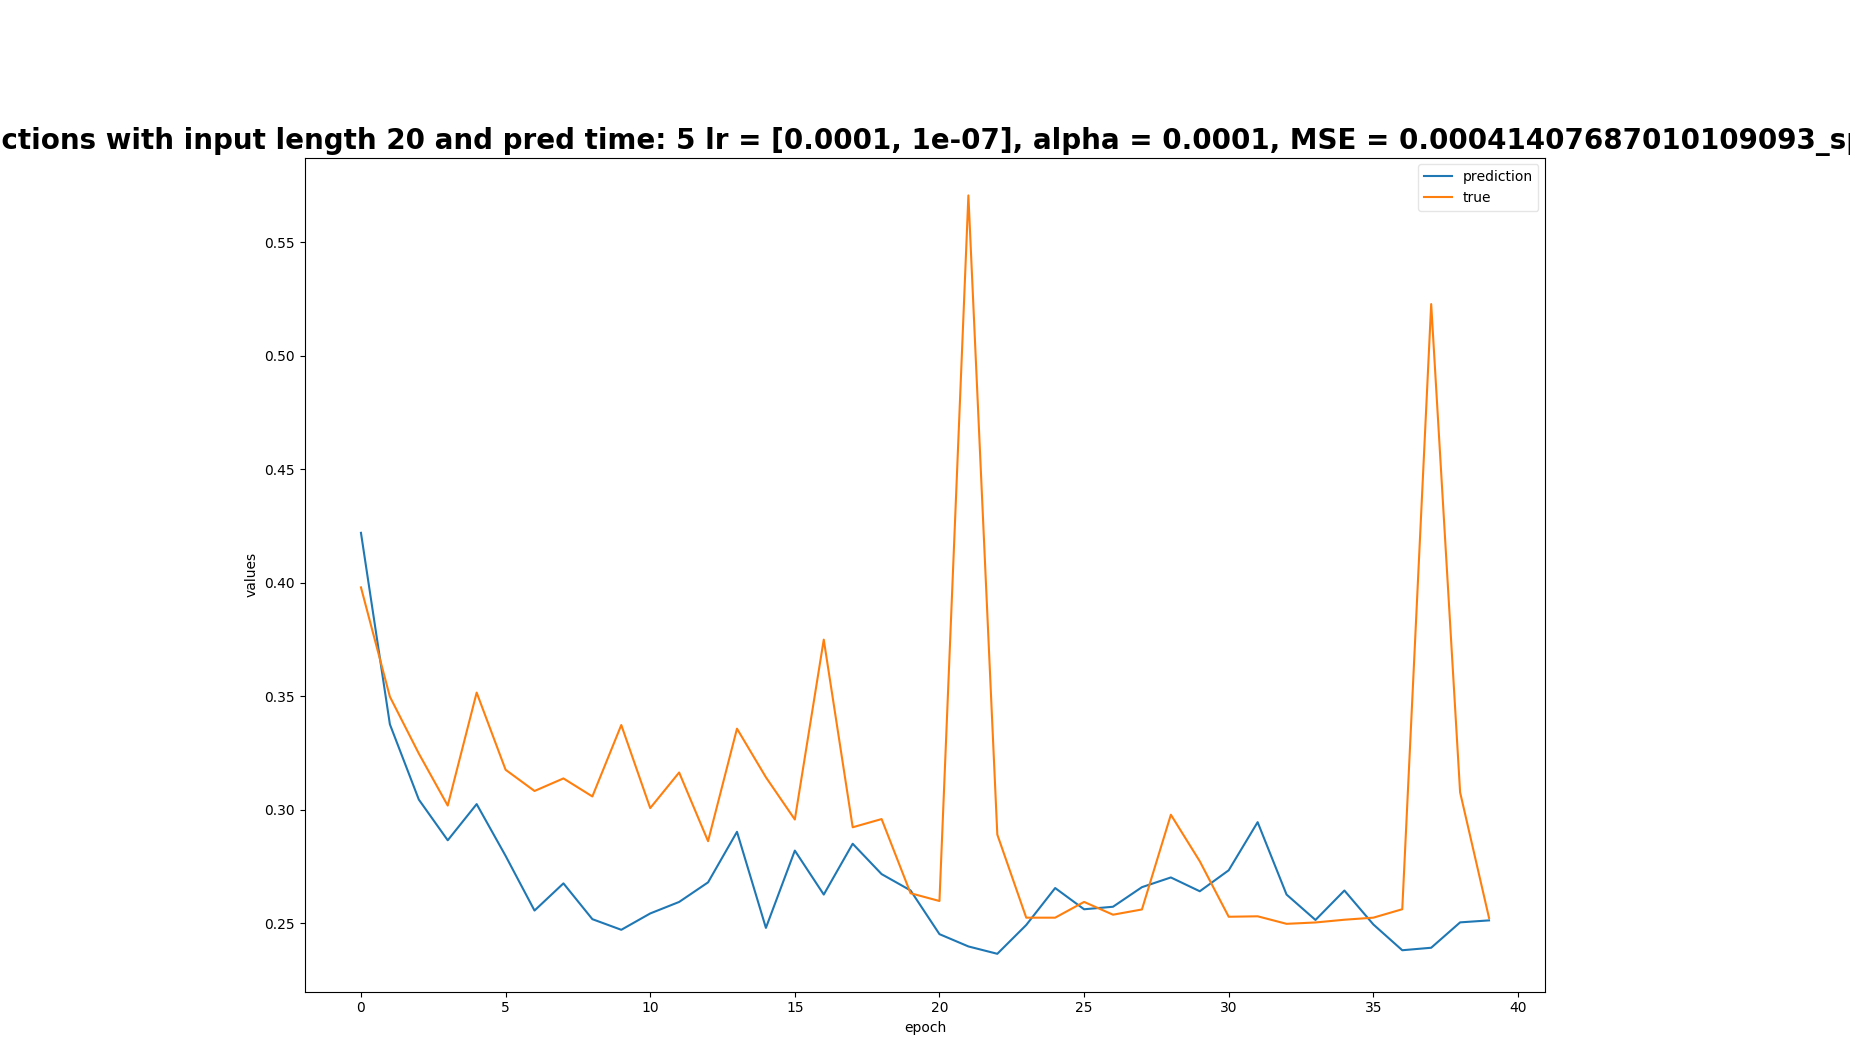 ctions with input length 20 and pred time: 5 lr = [0.0001, 1e-07], alpha = 0.0001, MSE = 0.00041407687010109093_sp
prediction
true
0.55
0.50
0.45
0.40
0.35
0.30
0.25
values
0 5 10 15 20 25 30 35 40
epoch